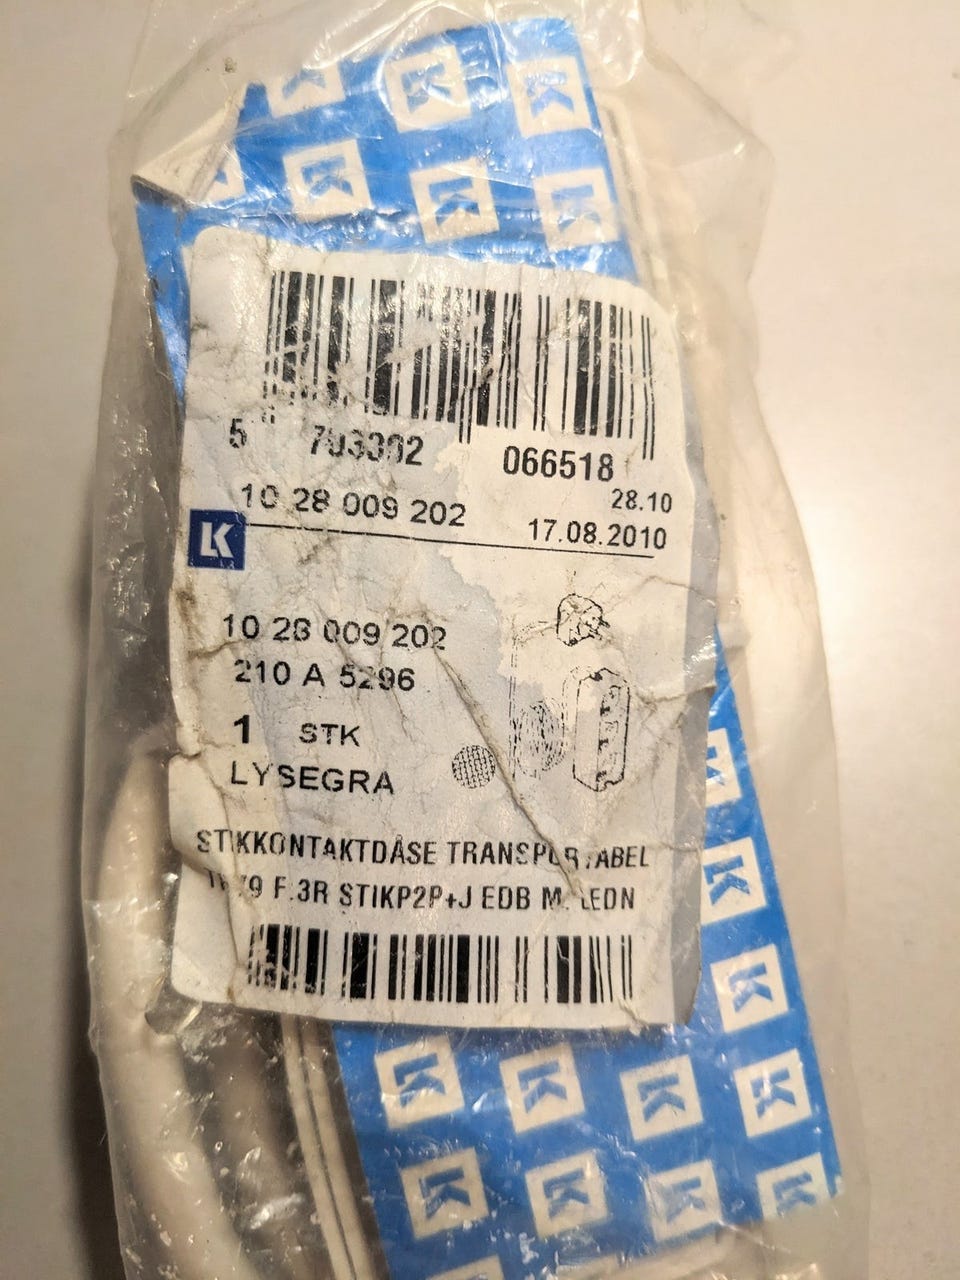 5 703302 066518
28.10
10 28 009 202 17.08.2010
LK
10 28 009 202
210 A 5296
1 STK
LYSEGRA
STIKKONTAKTDÅSE TRANSPORTABEL
F.3R STIKP2P+J EDB M. LEDN